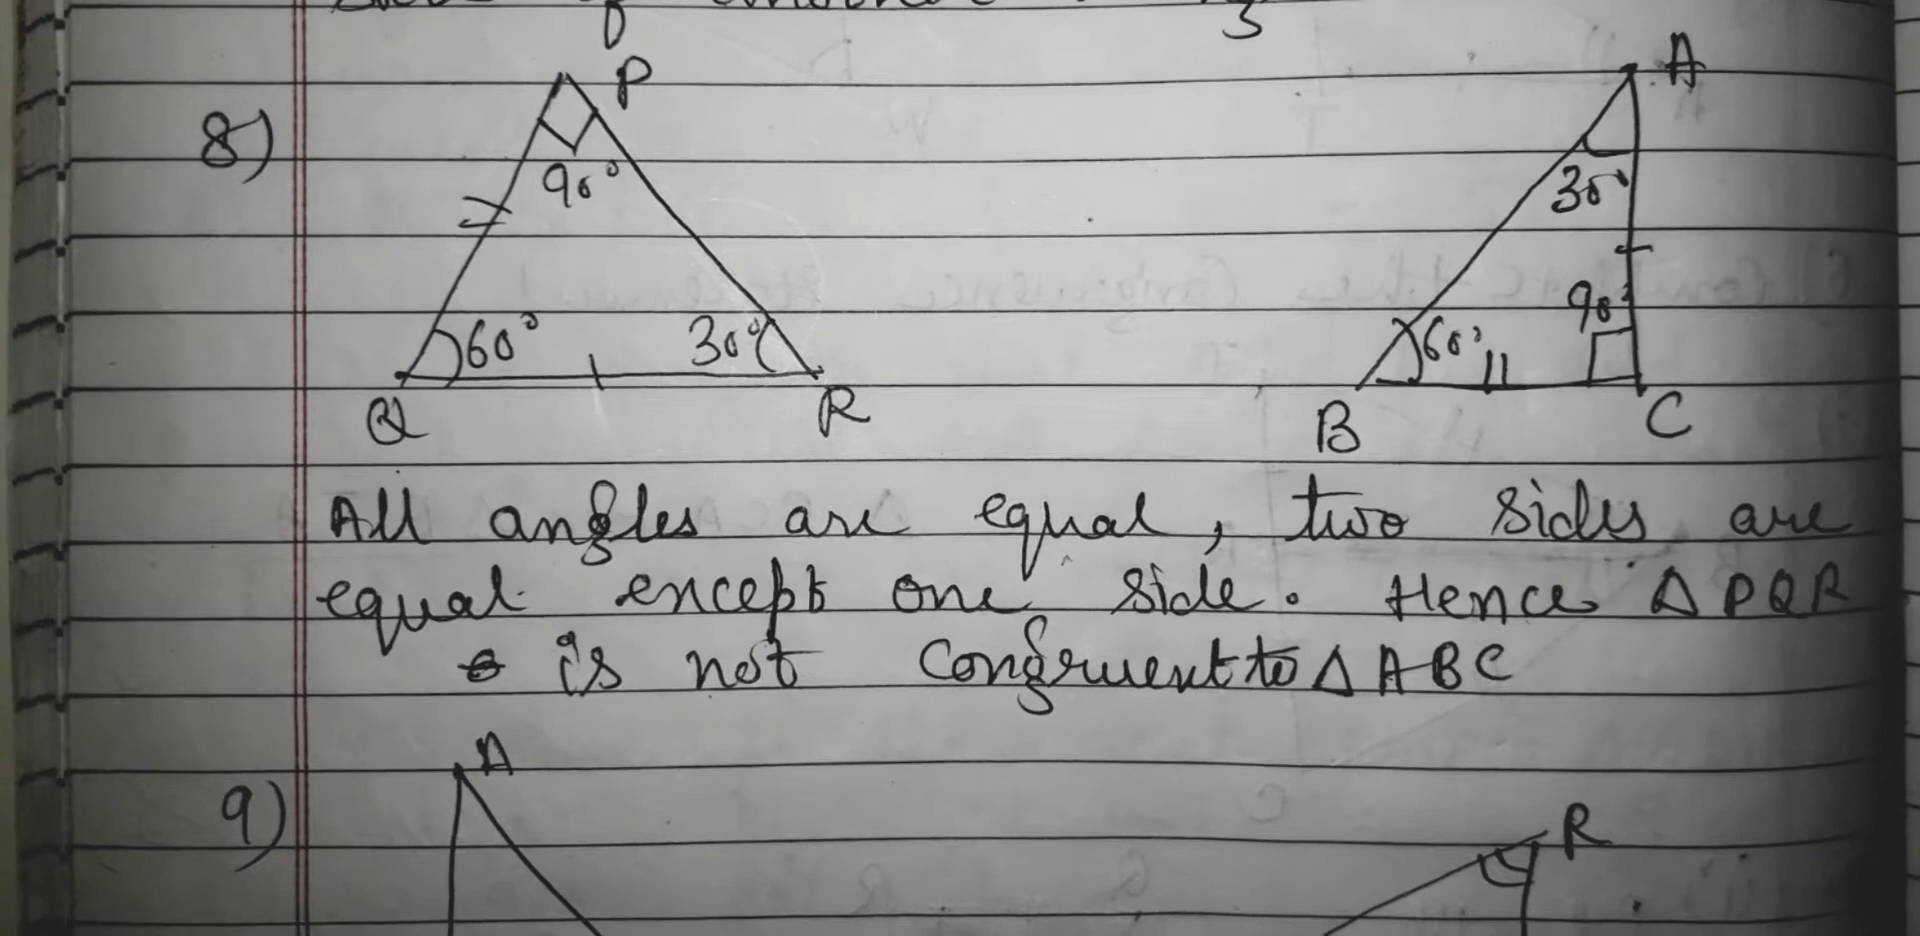 8)
P
90°
60°
30°
Q
R
A
30°
90°
60°
B
C
All angles are equal, two sides are
equal except one side. Hence △ PQR
is not congruent to △ ABC
9)
A
R